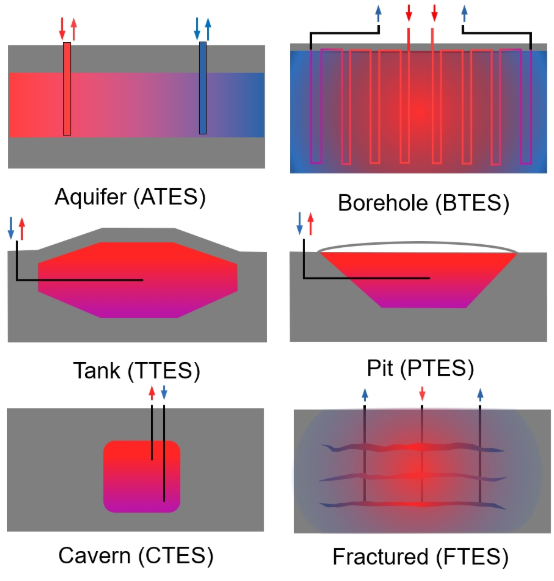 Aquifer (ATES)
Borehole (BTES)
Tank (TTES)
Pit (PTES)
Cavern (CTES)
Fractured (FTES)